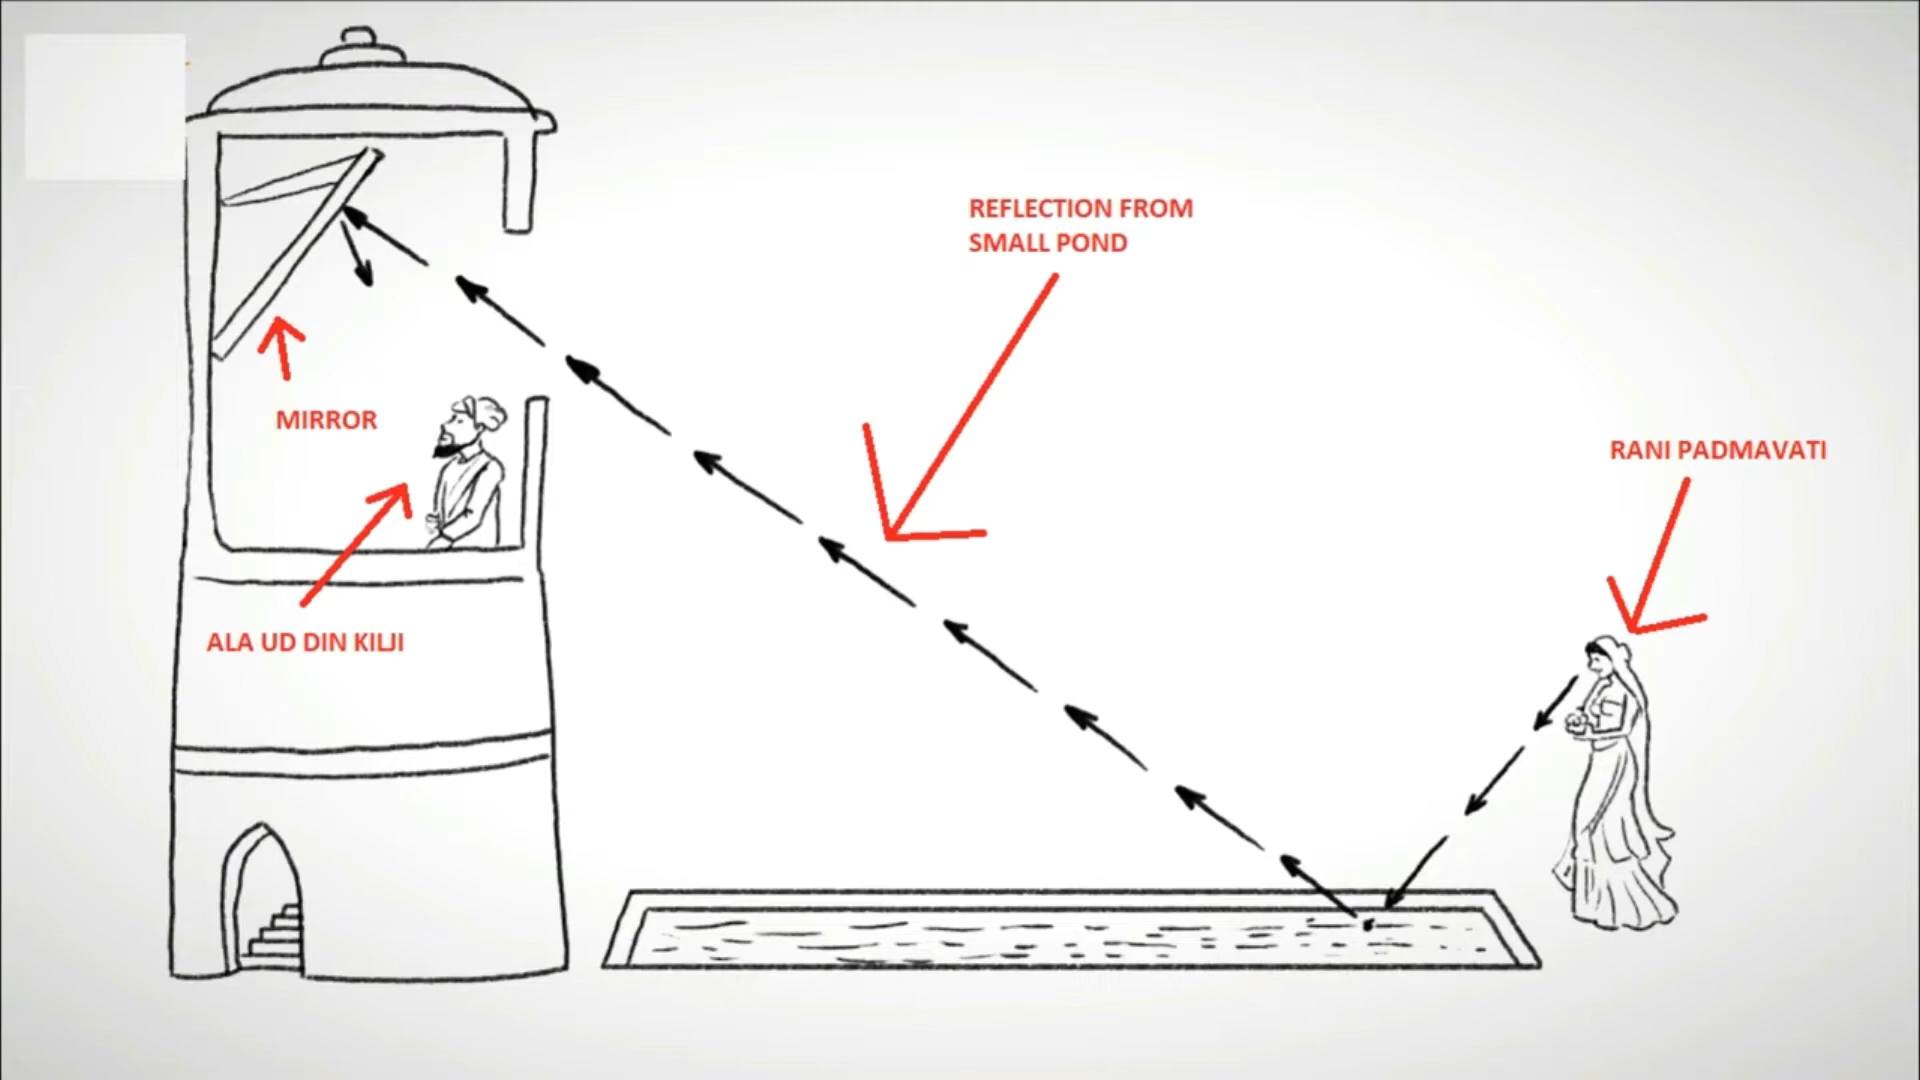 REFLECTION FROM
SMALL POND
MIRROR
RANI PADMAVATI
ALA UD DIN KILJI